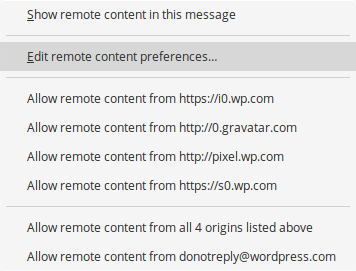 Show remote content in this message
Edit remote content preferences...
Allow remote content from https://i0.wp.com
Allow remote content from http://0.gravatar.com
Allow remote content from http://pixel.wp.com
Allow remote content from https://s0.wp.com
Allow remote content from all 4 origins listed above
Allow remote content from donotreply@wordpress.com